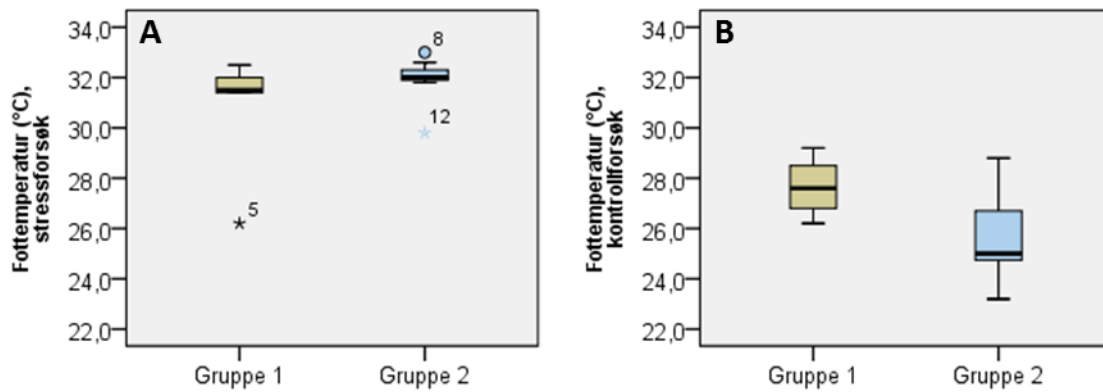 A
Fottemperatur (°C),
stressforsøk
34,0
32,0
30,0
28,0
26,0
24,0
22,0
8
12
5
Gruppe 1
Gruppe 2
B
Fottemperatur (°C),
kontrollforsøk
34,0
32,0
30,0
28,0
26,0
24,0
22,0
Gruppe 1
Gruppe 2